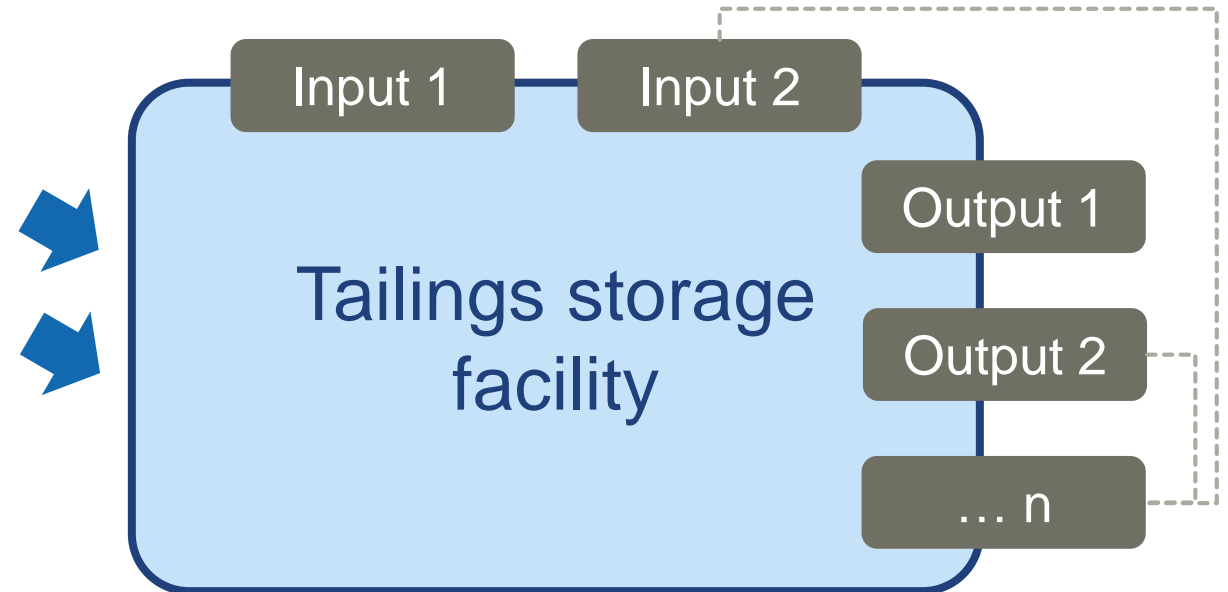 Input 1
Input 2
Output 1
Tailings storage
facility
Output 2
… n